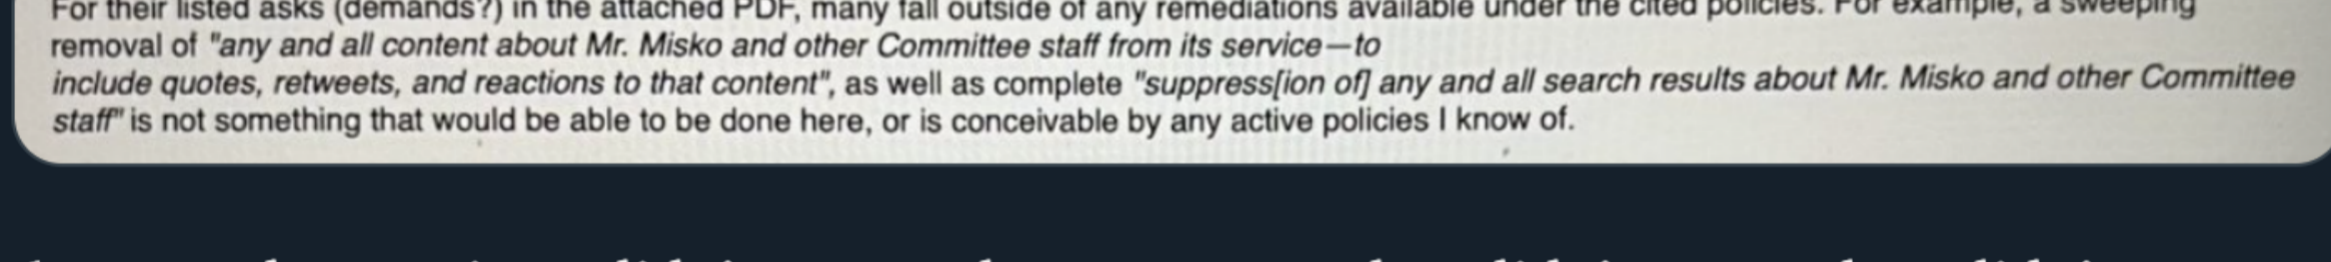 For their listed asks (demands?) in the attached PDF, many fall outside of any remediations available under the cited policies. For example, a sweeping
removal of "any and all content about Mr. Misko and other Committee staff from its service—to
include quotes, retweets, and reactions to that content", as well as complete "suppress[ion of] any and all search results about Mr. Misko and other Committee
staff" is not something that would be able to be done here, or is conceivable by any active policies I know of.